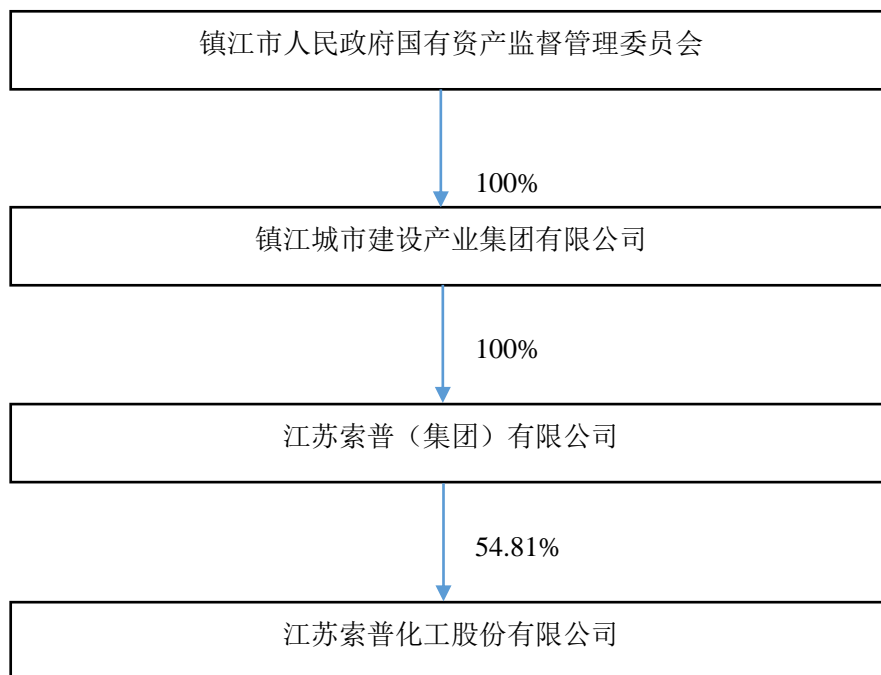 镇江市人民政府国有资产监督管理委员会
100%
镇江城市建设产业集团有限公司
100%
江苏索普（集团）有限公司
54.81%
江苏索普化工股份有限公司